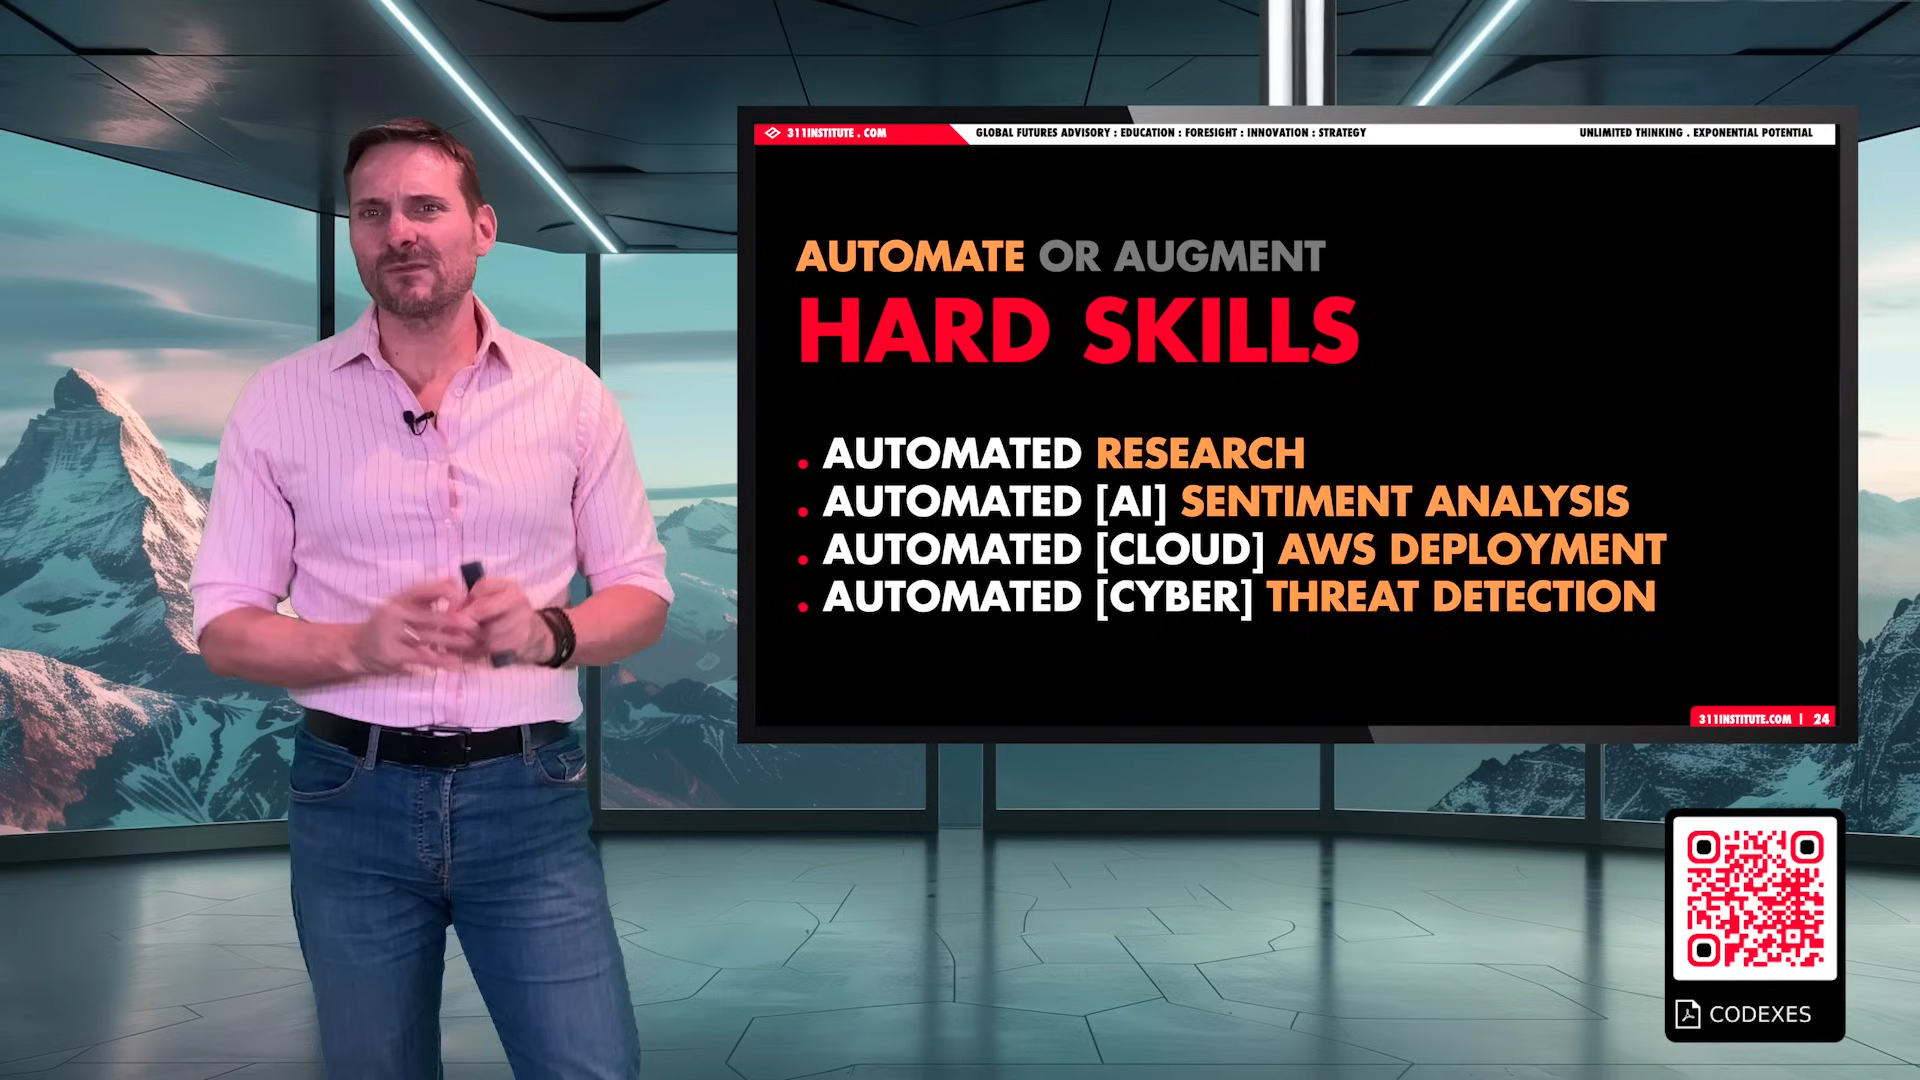 311INSTITUTE . COM
GLOBAL FUTURES ADVISORY : EDUCATION : FORESIGHT : INNOVATION : STRATEGY
UNLIMITED THINKING . EXPONENTIAL POTENTIAL
AUTOMATE OR AUGMENT
HARD SKILLS
. AUTOMATED RESEARCH
. AUTOMATED [AI] SENTIMENT ANALYSIS
. AUTOMATED [CLOUD] AWS DEPLOYMENT
. AUTOMATED [CYBER] THREAT DETECTION
311INSTITUTE.COM | 24
CODEXES